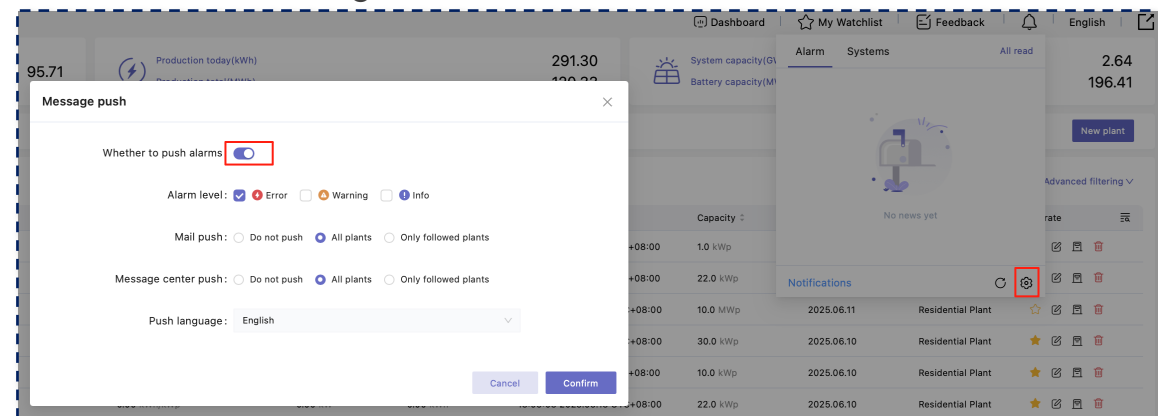 Dashboard My Watchlist Feedback English
95.71 Production today(kWh) 291.30 System capacity(GW 2.64
Battery capacity(MW 196.41
Alarm Systems All read
Message push
New plant
Whether to push alarms
Alarm level: Error Warning Info
Advanced filtering
No news yet
Capacity rate
Mail push: Do not push All plants Only followed plants
+08:00 1.0 kWp
Message center push: Do not push All plants Only followed plants
+08:00 22.0 kWp
Notifications
Push language: English
+08:00 10.0 MWp 2025.06.11 Residential Plant
+08:00 30.0 kWp 2025.06.10 Residential Plant
Cancel Confirm
+08:00 10.0 kWp 2025.06.10 Residential Plant
+08:00 22.0 kWp 2025.06.10 Residential Plant